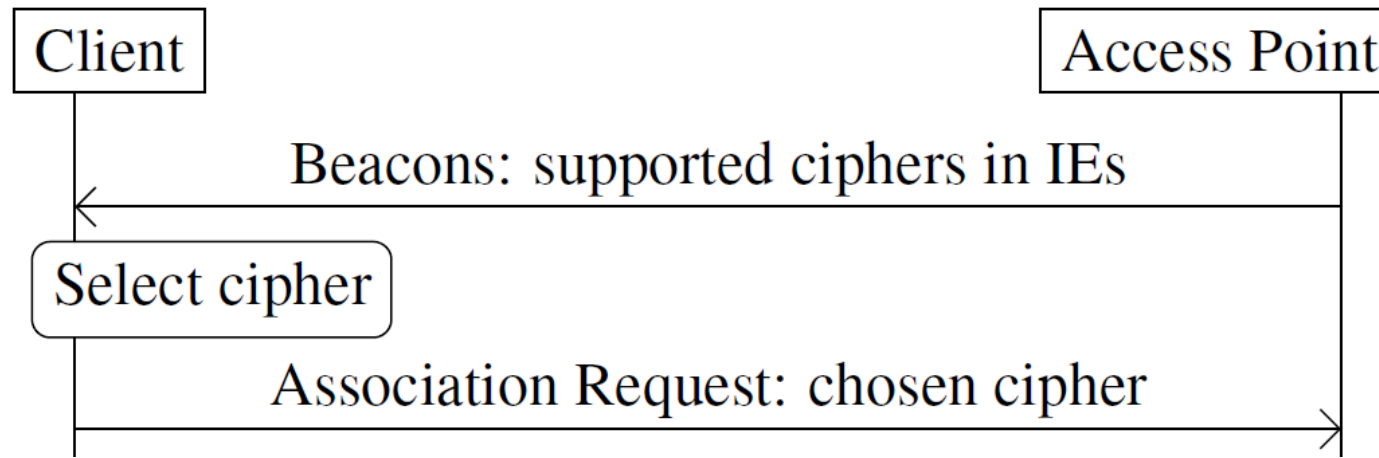 Client
Access Point
Beacons: supported ciphers in IEs
Select cipher
Association Request: chosen cipher